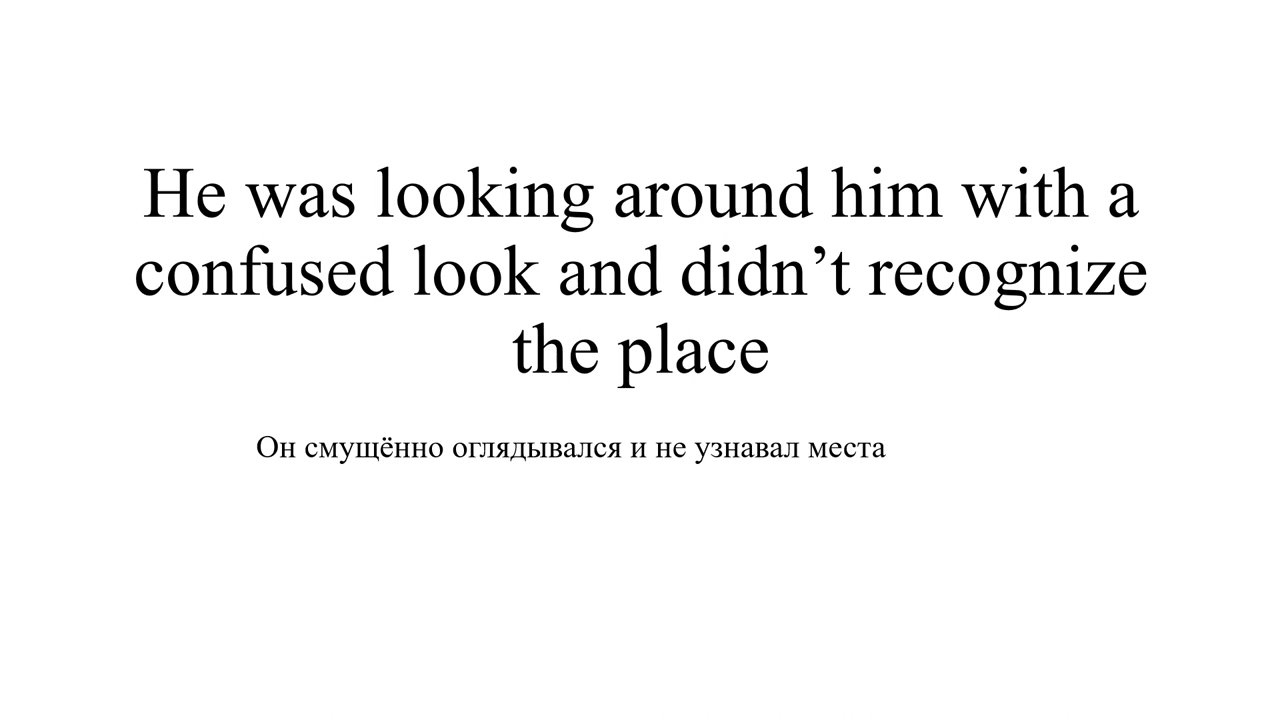 He was looking around him with a
confused look and didn’t recognize
the place
Он смущённо оглядывался и не узнавал места